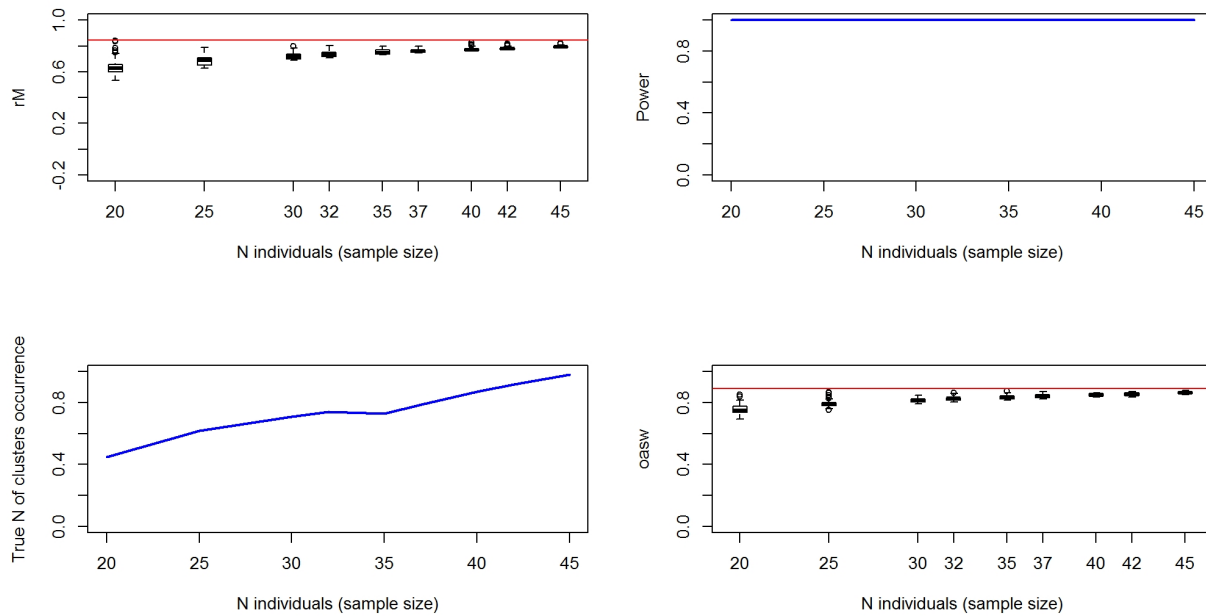 rM
1.0
0.6
0.2
-0.2
20 25 30 32 35 37 40 42 45
N individuals (sample size)
Power
0.8
0.4
0.0
20 25 30 35 40 45
N individuals (sample size)
True N of clusters occurrence
0.8
0.4
0.0
20 25 30 35 40 45
N individuals (sample size)
oasw
0.8
0.4
0.0
20 25 30 32 35 37 40 42 45
N individuals (sample size)